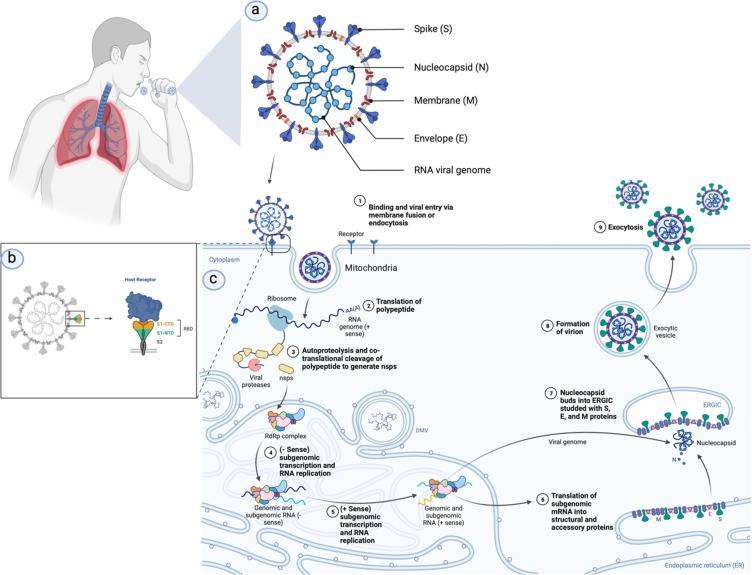 a
Spike (S)
Nucleocapsid (N)
Membrane (M)
Envelope (E)
RNA viral genome
1 Binding and viral entry via
membrane fusion or
endocytosis
Receptor
9 Exocytosis
b
Host Receptor
S1-CTD
S1-NTD
RBD
S2
Cytoplasm
c
Mitochondria
Ribosome
AA(A)
RNA
genome (+
sense)
2 Translation of
polypeptide
3 Autoproteolysis and co-
translational cleavage of
polypeptide to generate nsps
Viral
proteases
nsps
8 Formation
of virion
Exocytic
vesicle
RdRp complex
DMV
7 Nucleocapsid
buds into ERGIC
studded with S,
E, and M proteins
ERGIC
4 (- Sense)
subgenomic
transcription and
RNA replication
Viral genome
Nucleocapsid
N
Genomic and
subgenomic RNA (-
sense)
5 (+ Sense)
subgenomic
transcription
and RNA
replication
Genomic and
subgenomic
RNA (+ sense)
6 Translation of
subgenomic
mRNA into
structural and
accessory proteins
M
E
S
Endoplasmic reticulum (ER)